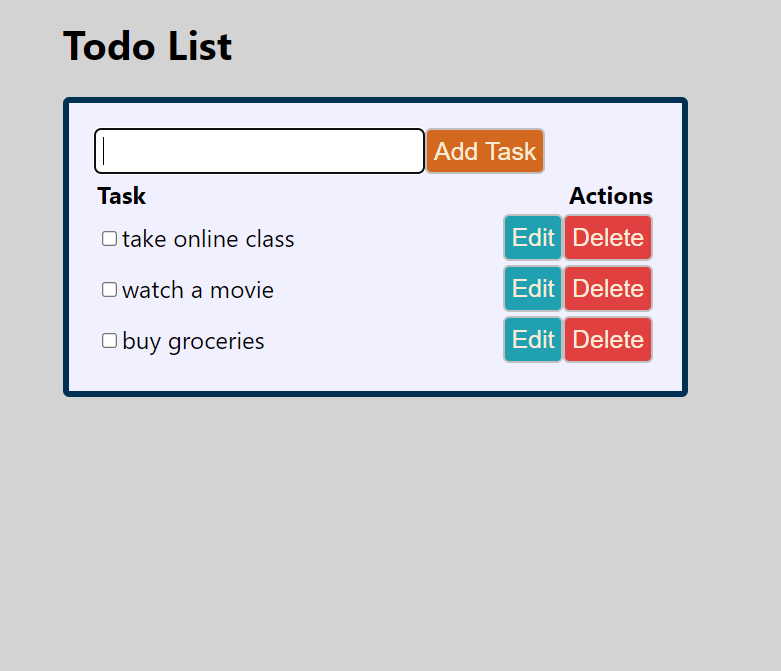 Todo List
Add Task
Task Actions
take online class Edit Delete
watch a movie Edit Delete
buy groceries Edit Delete